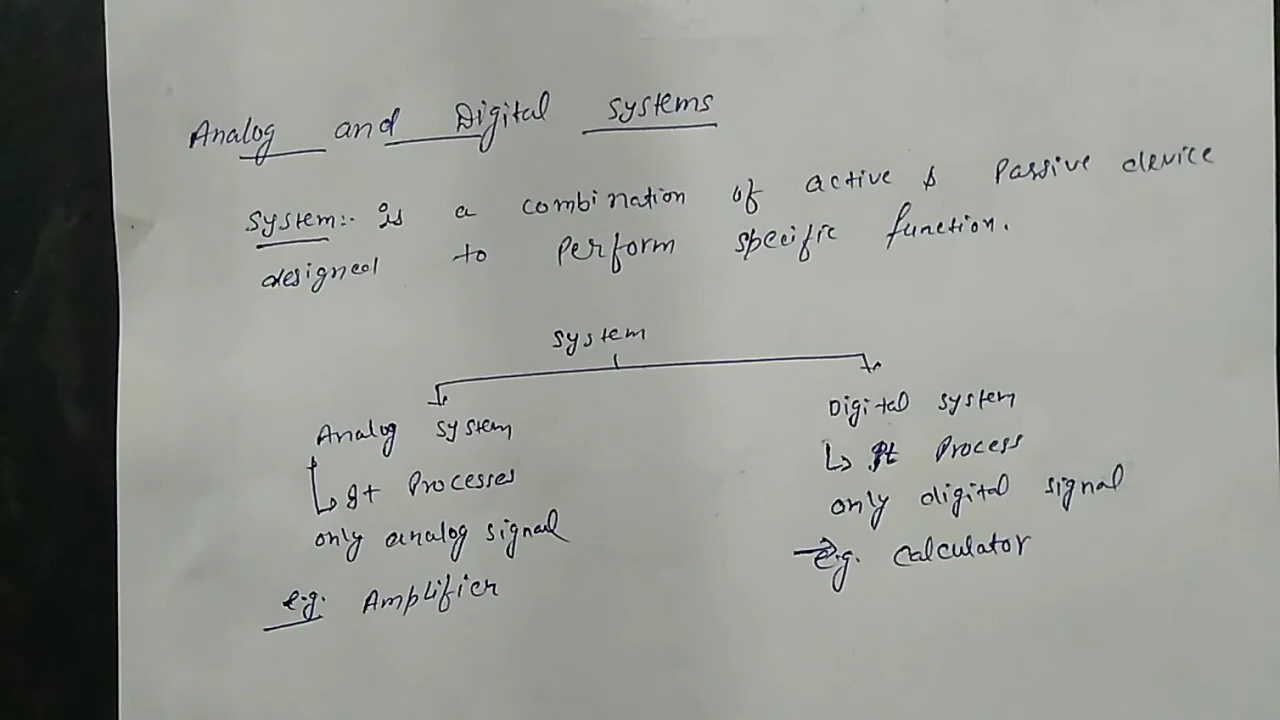 Analog and Digital systems
System:- is a combination of active & Passive device
designed to perform specific function.
System
Analog system
It Processes
only analog signal
e.g. Amplifier
Digital system
It Process
only digital signal
e.g. Calculator